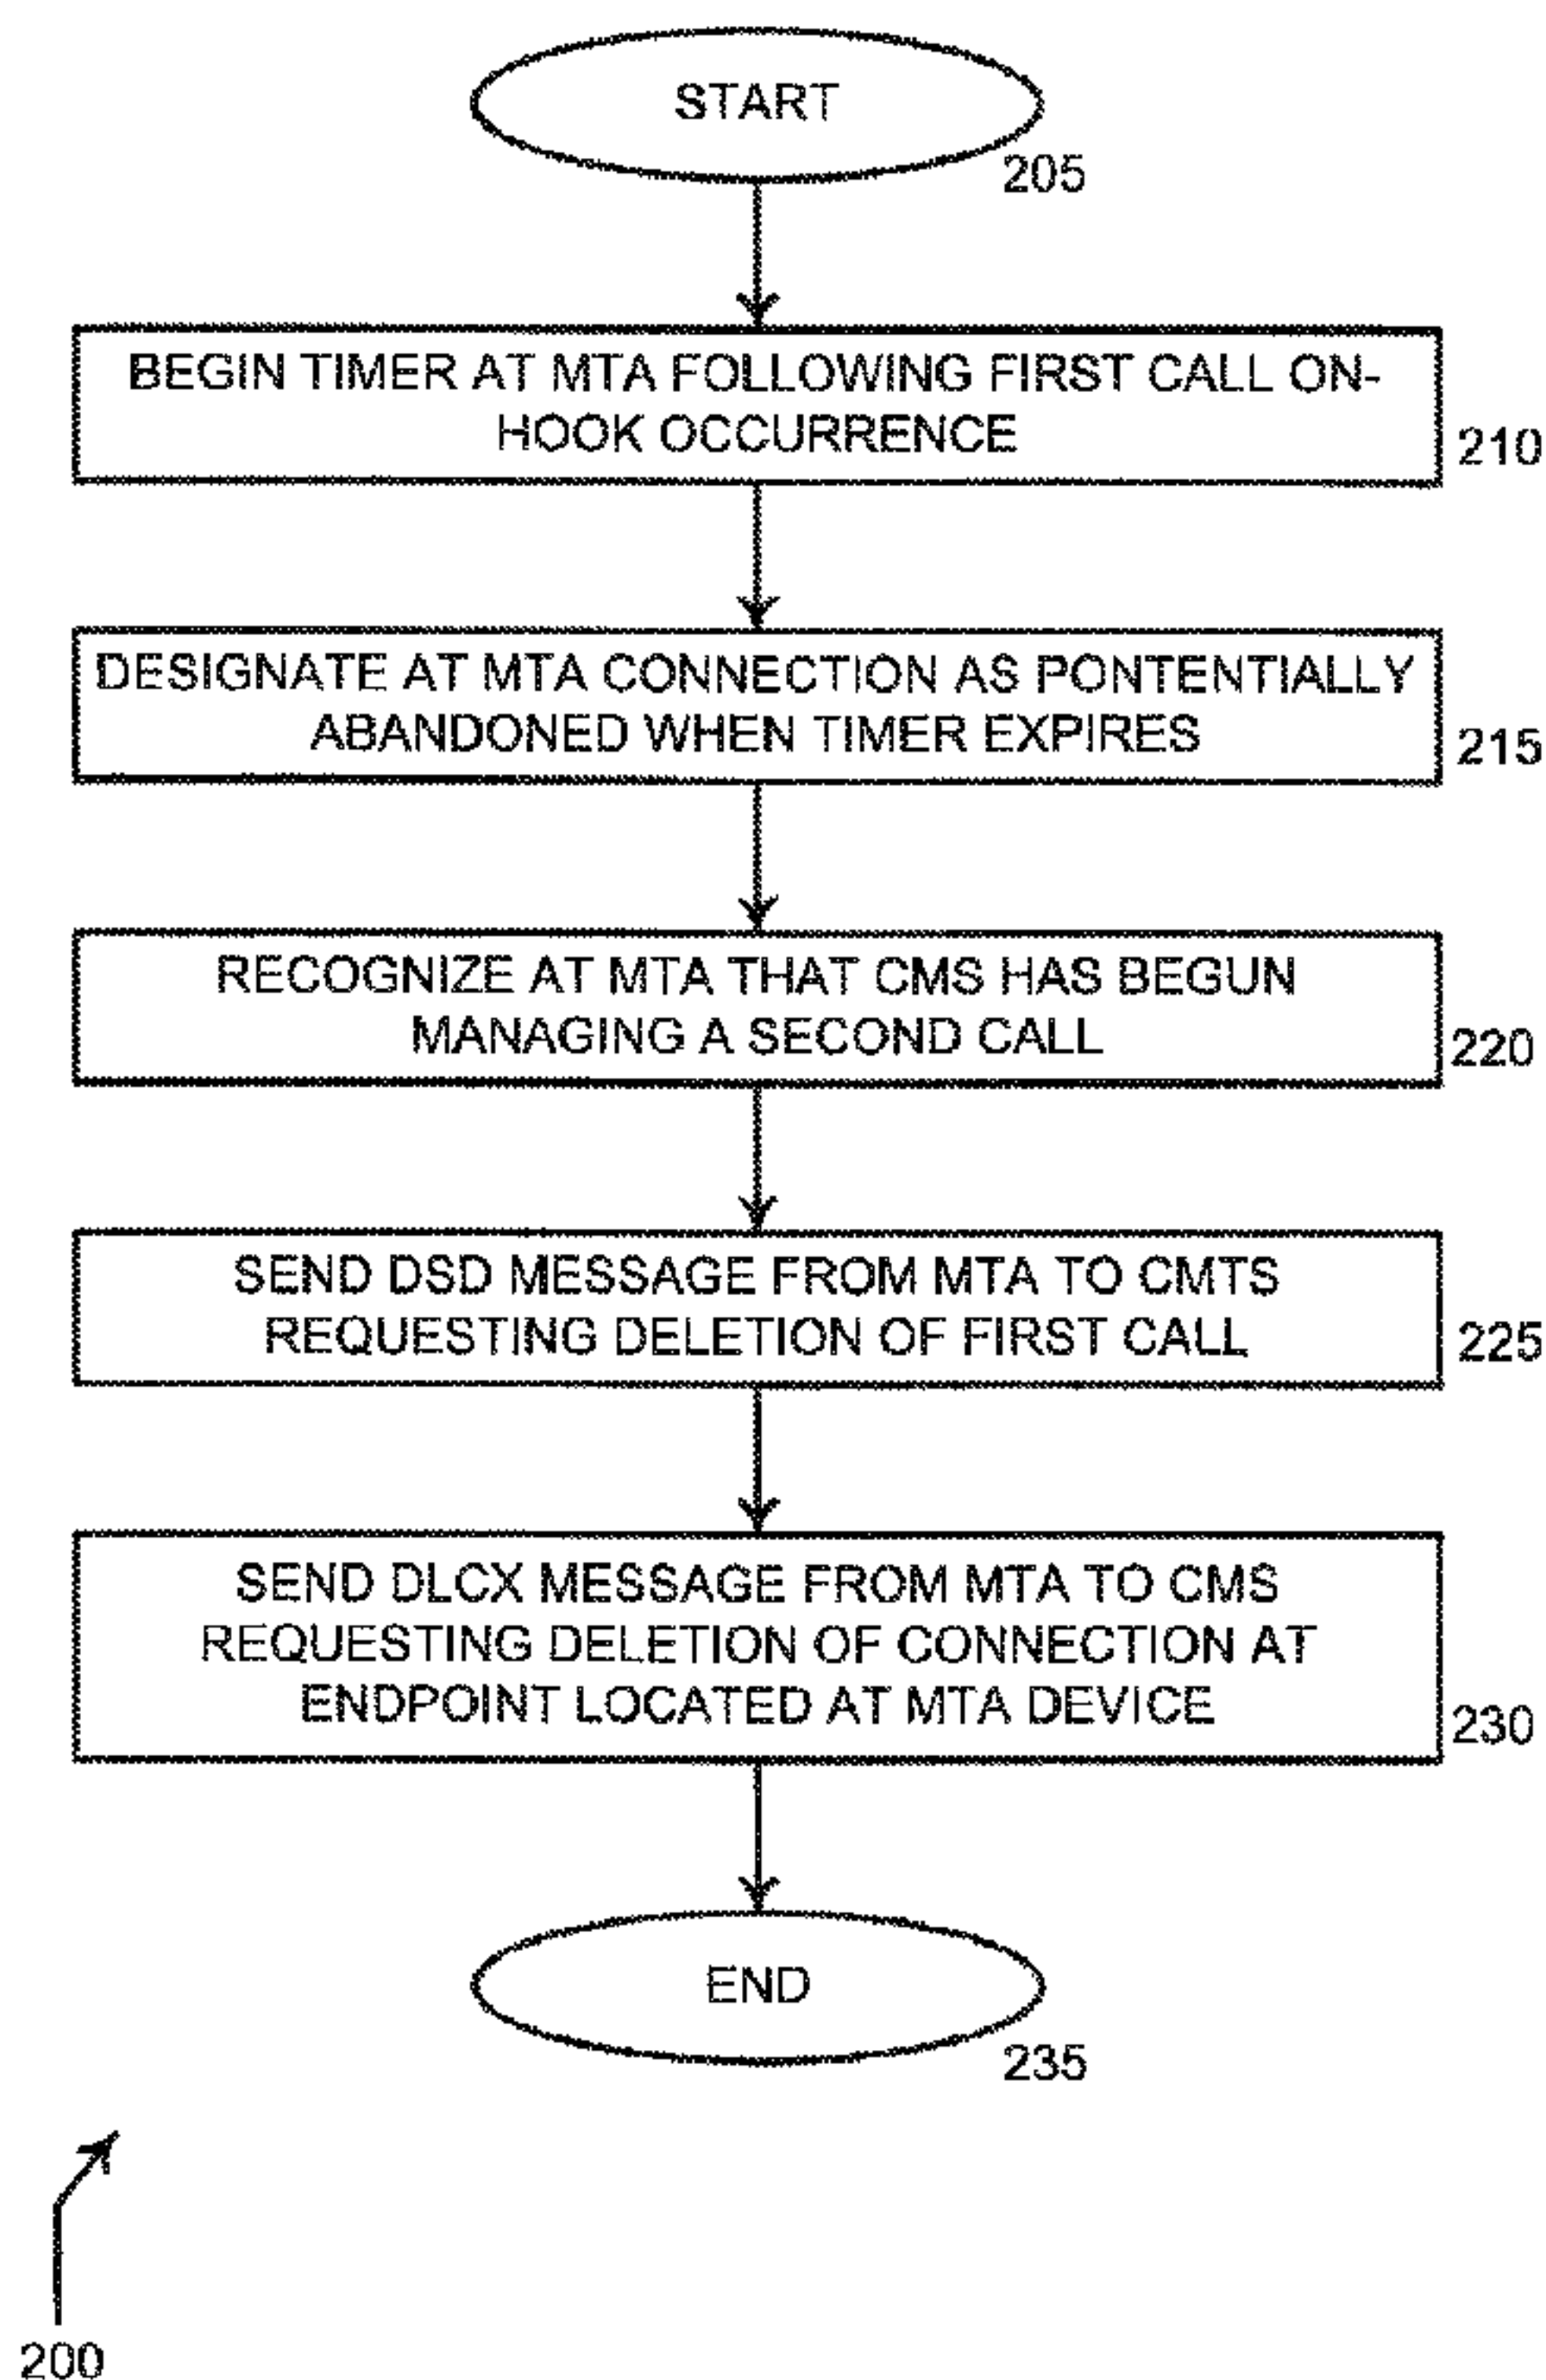 START
205
BEGIN TIMER AT MTA FOLLOWING FIRST CALL ON-
HOOK OCCURRENCE
210
DESIGNATE AT MTA CONNECTION AS PONTENTIALLY
ABANDONED WHEN TIMER EXPIRES
215
RECOGNIZE AT MTA THAT CMS HAS BEGUN
MANAGING A SECOND CALL
220
SEND DSD MESSAGE FROM MTA TO CMTS
REQUESTING DELETION OF FIRST CALL
225
SEND DLCX MESSAGE FROM MTA TO CMS
REQUESTING DELETION OF CONNECTION AT
ENDPOINT LOCATED AT MTA DEVICE
230
END
235
200